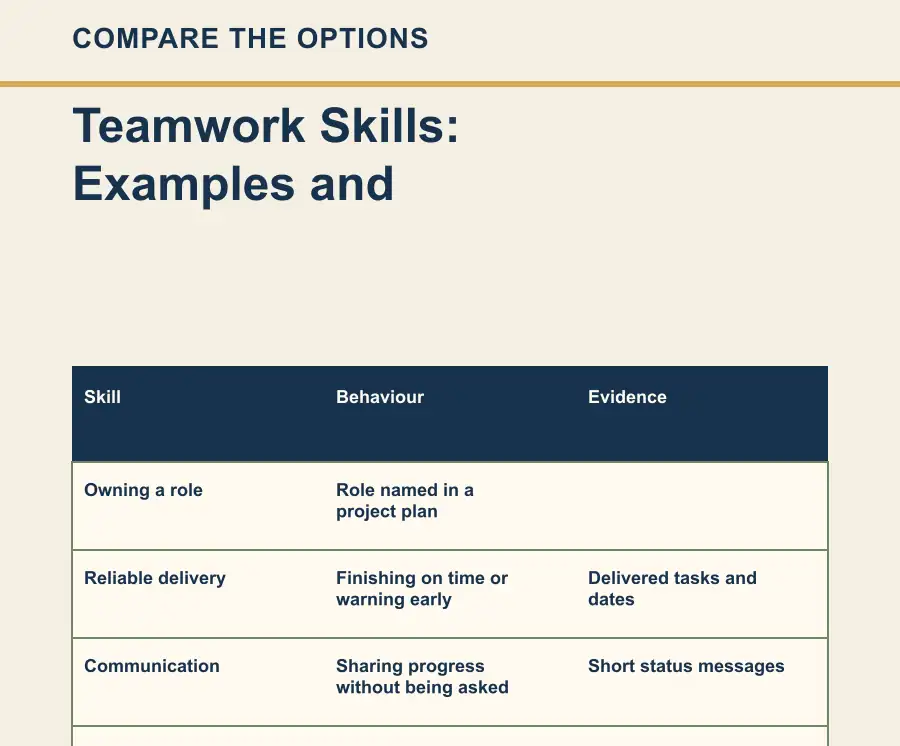 COMPARE THE OPTIONS
Teamwork Skills:
Examples and
Skill Behaviour Evidence
Owning a role Role named in a
project plan
Reliable delivery Finishing on time or Delivered tasks and
warning early dates
Communication Sharing progress Short status messages
without being asked